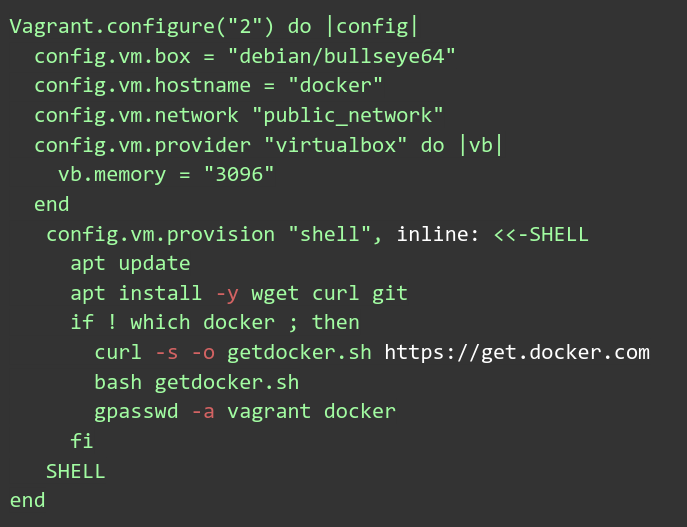 Vagrant.configure("2") do |config|
  config.vm.box = "debian/bullseye64"
  config.vm.hostname = "docker"
  config.vm.network "public_network"
  config.vm.provider "virtualbox" do |vb|
    vb.memory = "3096"
  end
   config.vm.provision "shell", inline: <<-SHELL
     apt update
     apt install -y wget curl git
     if ! which docker ; then
       curl -s -o getdocker.sh https://get.docker.com
       bash getdocker.sh
       gpasswd -a vagrant docker
     fi
   SHELL
end